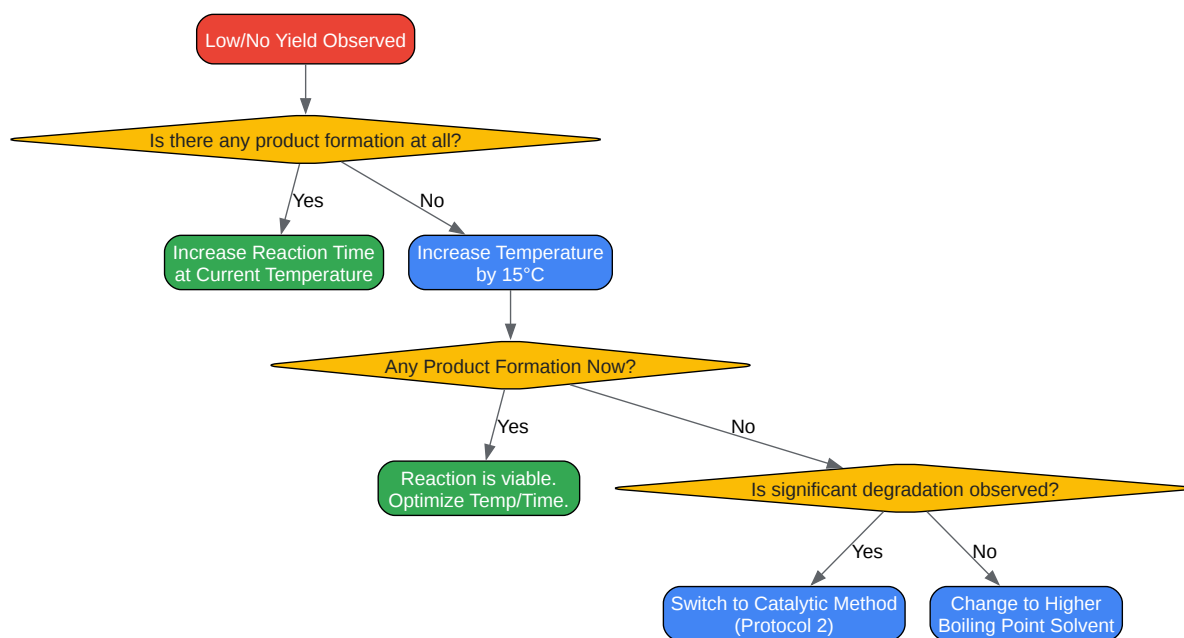 Low/No Yield Observed
Is there any product formation at all?
Yes
No
Increase Reaction Time
at Current Temperature
Increase Temperature
by 15°C
Any Product Formation Now?
Yes
No
Reaction is viable.
Optimize Temp/Time.
Is significant degradation observed?
Yes
No
Switch to Catalytic Method
(Protocol 2)
Change to Higher
Boiling Point Solvent